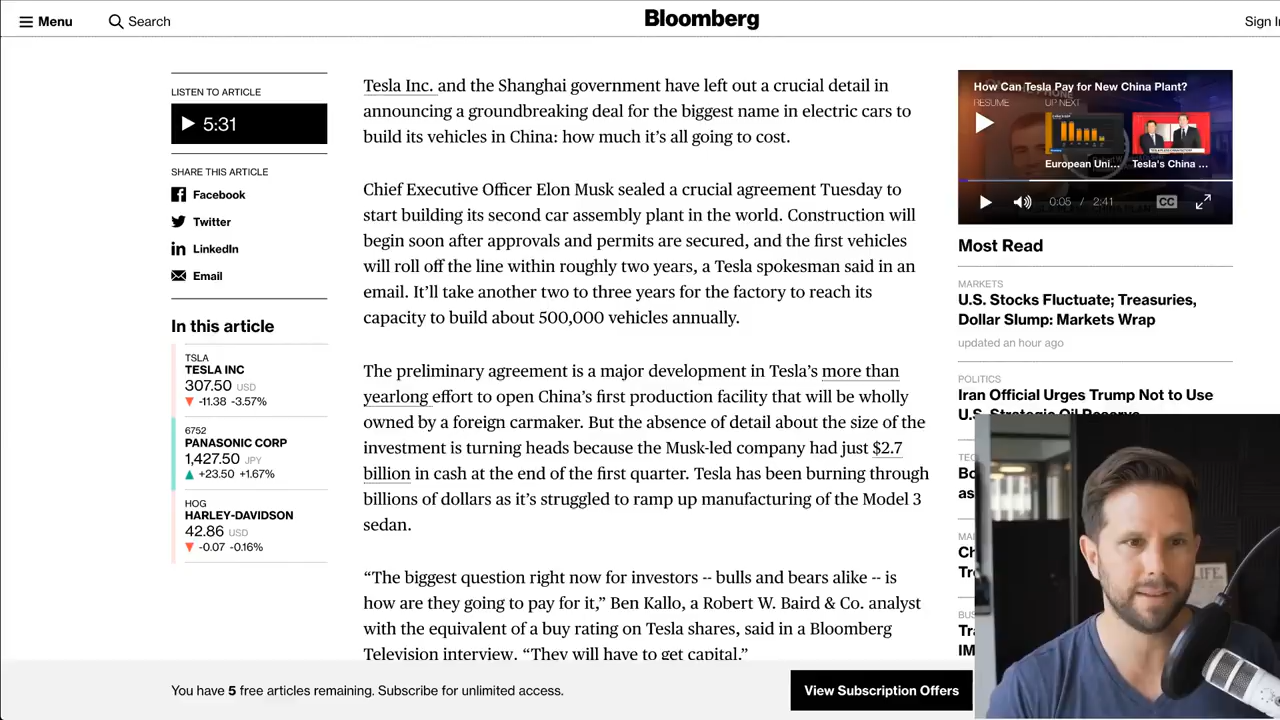 Menu
Search
Bloomberg
Sign I
LISTEN TO ARTICLE
5:31
SHARE THIS ARTICLE
Facebook
Twitter
LinkedIn
Email
In this article
TSLA
TESLA INC
307.50 USD
-11.38 -3.57%
6752
PANASONIC CORP
1,427.50 JPY
+23.50 +1.67%
HOG
HARLEY-DAVIDSON
42.86 USD
-0.07 -0.16%
Tesla Inc. and the Shanghai government have left out a crucial detail in
announcing a groundbreaking deal for the biggest name in electric cars to
build its vehicles in China: how much it’s all going to cost.
Chief Executive Officer Elon Musk sealed a crucial agreement Tuesday to
start building its second car assembly plant in the world. Construction will
begin soon after approvals and permits are secured, and the first vehicles
will roll off the line within roughly two years, a Tesla spokesman said in an
email. It’ll take another two to three years for the factory to reach its
capacity to build about 500,000 vehicles annually.
The preliminary agreement is a major development in Tesla’s more than
yearlong effort to open China’s first production facility that will be wholly
owned by a foreign carmaker. But the absence of detail about the size of the
investment is turning heads because the Musk-led company had just $2.7
billion in cash at the end of the first quarter. Tesla has been burning through
billions of dollars as it’s struggled to ramp up manufacturing of the Model 3
sedan.
“The biggest question right now for investors -- bulls and bears alike -- is
how are they going to pay for it,” Ben Kallo, a Robert W. Baird & Co. analyst
with the equivalent of a buy rating on Tesla shares, said in a Bloomberg
Television interview. “They will have to get capital.”
How Can Tesla Pay for New China Plant?
RESUME
UP NEXT
European Uni...
Tesla's China ...
0:05 / 2:41
CC
Most Read
MARKETS
U.S. Stocks Fluctuate; Treasuries,
Dollar Slump: Markets Wrap
updated an hour ago
POLITICS
Iran Official Urges Trump Not to Use
U.S. Strategic Oil Reserve
TEC
Bo
as
MA
Ch
Tro
BUS
Tra
IM
LIFE
You have 5 free articles remaining. Subscribe for unlimited access.
View Subscription Offers